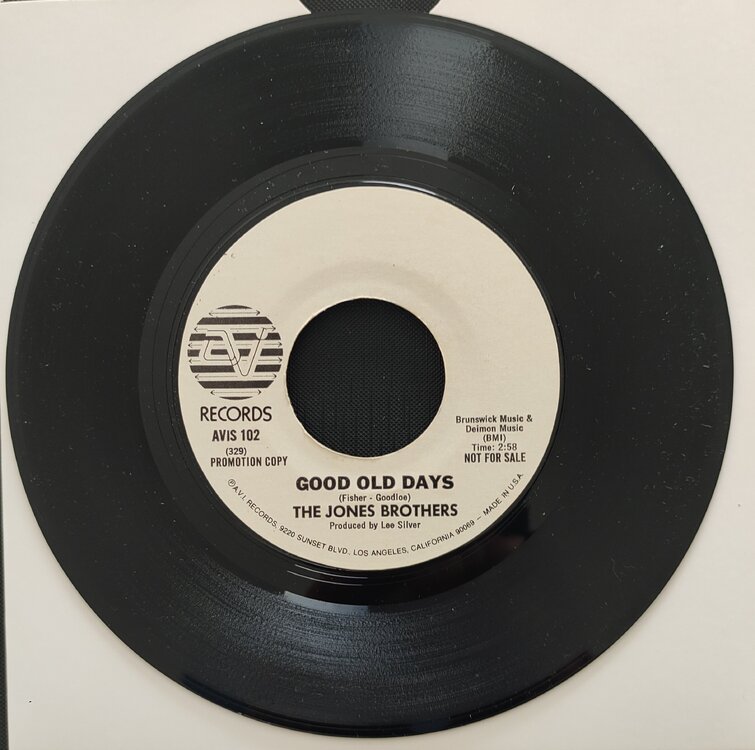 AVI
RECORDS
AVIS 102
(329)
PROMOTION COPY
Brunswick Music &
Deimon Music
(BMI)
Time: 2:58
NOT FOR SALE
GOOD OLD DAYS
(Fisher - Goodloe)
THE JONES BROTHERS
Produced by Lee Silver
Ⓟ A.V.I. RECORDS, 9220 SUNSET BLVD. LOS ANGELES, CALIFORNIA 90069 — MADE IN U.S.A.